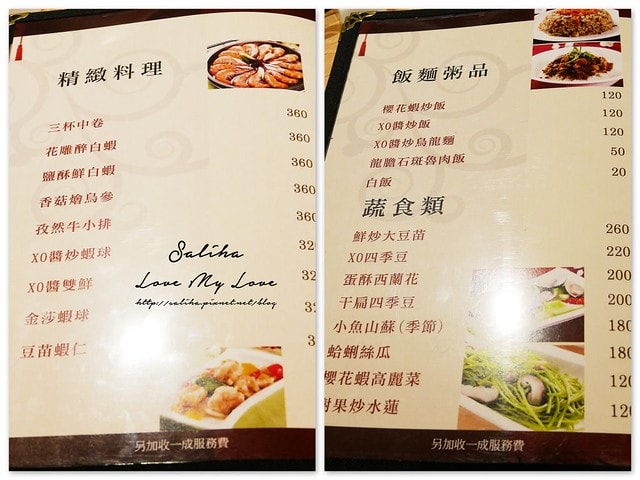 精緻料理
三杯中卷 360
花雕醉白蝦 360
鹽酥鮮白蝦 360
香菇燴烏參 360
孜然牛小排 360
XO醬炒蝦球 32
XO醬雙鮮 32
金莎蝦球 32
豆苗蝦仁 3
Saliha
Love My Love
http://saliha.pixnet.net/blog
另加收一成服務費
飯麵粥品
櫻花蝦炒飯 120
XO醬炒飯 120
XO醬炒烏龍麵 120
龍膽石斑魯肉飯 50
白飯 20
蔬食類
鮮炒大豆苗 260
XO四季豆 220
蛋酥西蘭花 200
干扁四季豆 200
小魚山蘇(季節) 180
蛤蜊絲瓜 180
櫻花蝦高麗菜 120
樹果炒水蓮 120
另加收一成服務費